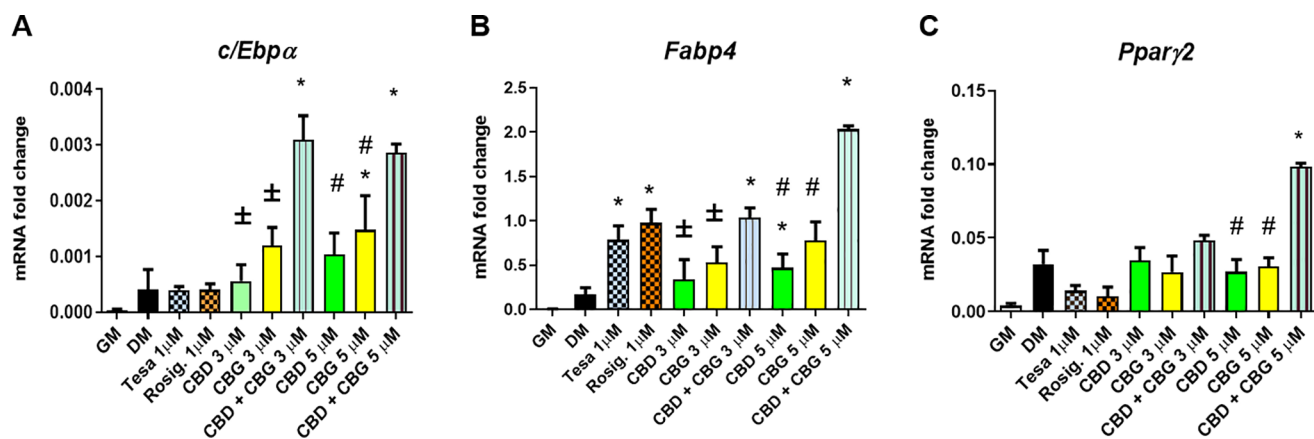 A
c/Ebpα
mRNA fold change
0.004
0.003
0.002
0.001
0.000
* 
*
#
ⵐ
ⵐ
#
*
GM
DM
Tesa 1μM
Rosig. 1μM
CBD 3 μM
CBG 3 μM
CBD + CBG 3 μM
CBD 5 μM
CBG 5 μM
CBD + CBG 5 μM
B
Fabp4
mRNA fold change
2.5
2.0
1.5
1.0
0.5
0.0
*
*
*
*
#
#
ⵐ
ⵐ
*
GM
DM
Tesa 1μM
Rosig. 1μM
CBD 3 μM
CBG 3 μM
CBD + CBG 3 μM
CBD 5 μM
CBG 5 μM
CBD + CBG 5 μM
C
Pparγ2
mRNA fold change
0.15
0.10
0.05
0.00
*
#
#
GM
DM
Tesa 1μM
Rosig. 1μM
CBD 3 μM
CBG 3 μM
CBD + CBG 3 μM
CBD 5 μM
CBG 5 μM
CBD + CBG 5 μM